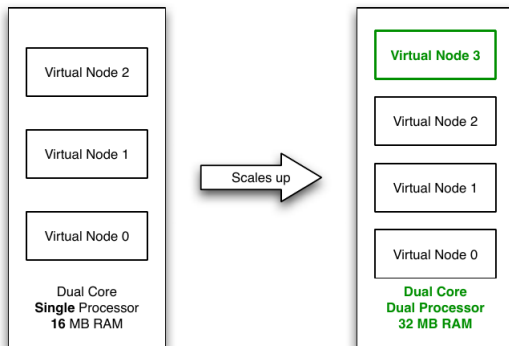 Virtual Node 2
Virtual Node 1
Virtual Node 0
Dual Core
Single Processor
16 MB RAM
Scales up
Virtual Node 3
Virtual Node 2
Virtual Node 1
Virtual Node 0
Dual Core
Dual Processor
32 MB RAM